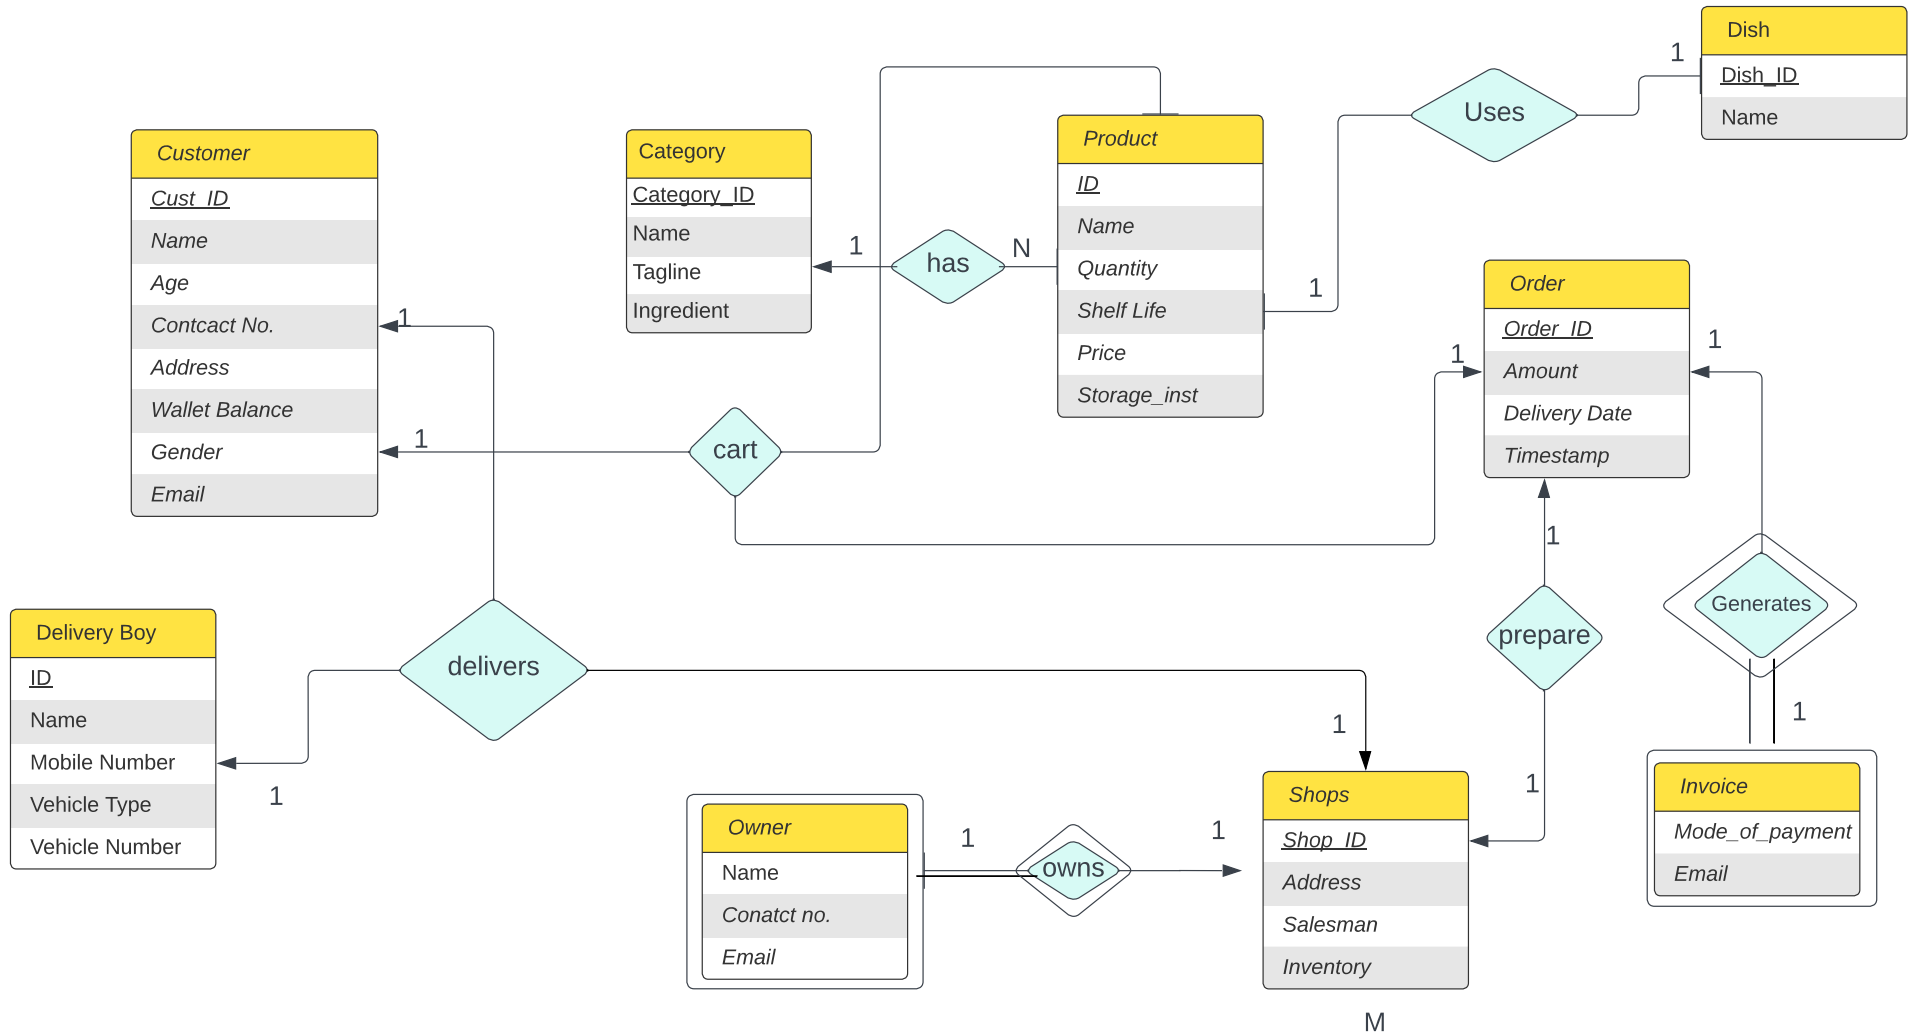 Dish
Dish_ID
Name
1
Uses
1
Product
ID
Name
Quantity
Shelf Life
Price
Storage_inst
Category
Category_ID
Name
Tagline
Ingredient
1
has
N
Customer
Cust_ID
Name
Age
Contcact No.
Address
Wallet Balance
Gender
Email
1
1
cart
1
Order
Order_ID
Amount
Delivery Date
Timestamp
1
1
Generates
1
prepare
1
Delivery Boy
ID
Name
Mobile Number
Vehicle Type
Vehicle Number
1
delivers
1
Owner
Name
Conatct no.
Email
1
owns
1
Shops
Shop_ID
Address
Salesman
Inventory
M
Invoice
Mode_of_payment
Email